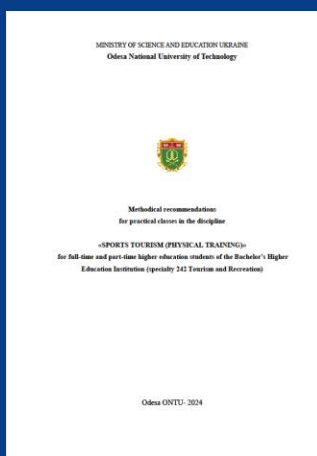 MINISTRY OF SCIENCE AND EDUCATION UKRAINE
Odesa National University of Technology
Methodical recommendations
for practical classes in the discipline
«SPORTS TOURISM (PHYSICAL TRAINING)»
for full-time and part-time higher education students of the Bachelor's Higher
Education Institution (specialty 242 Tourism and Recreation)
Odesa ONTU- 2024